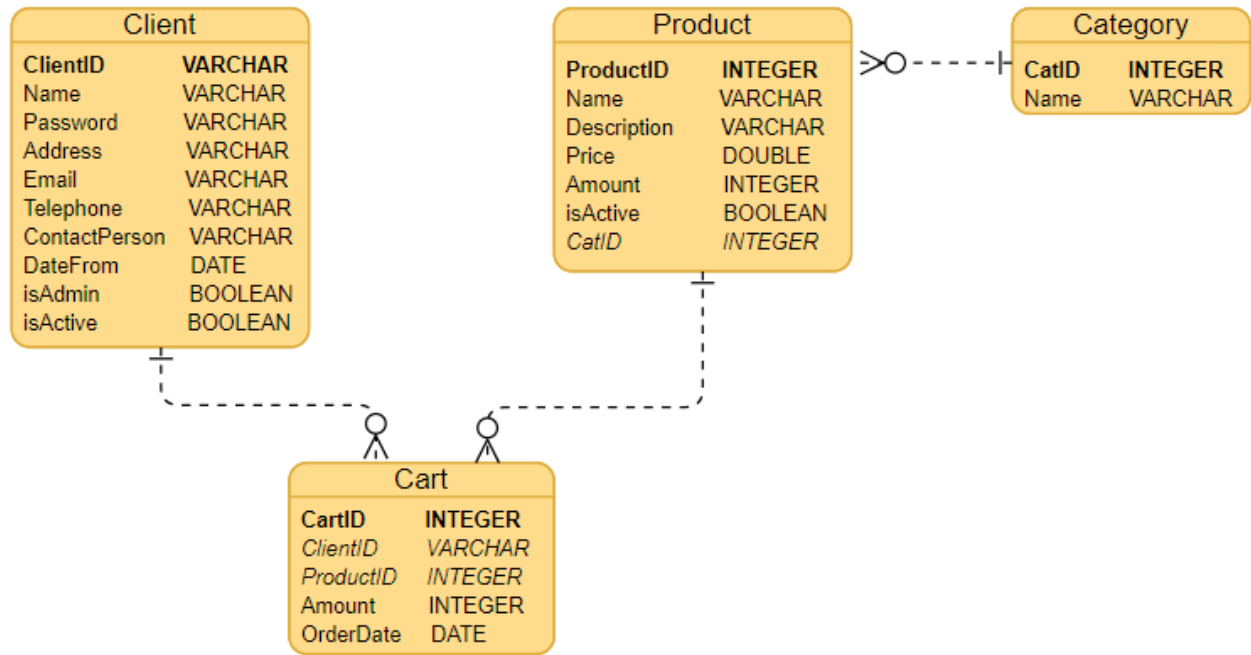 Client
ClientID VARCHAR
Name VARCHAR
Password VARCHAR
Address VARCHAR
Email VARCHAR
Telephone VARCHAR
ContactPerson VARCHAR
DateFrom DATE
isAdmin BOOLEAN
isActive BOOLEAN
Product
ProductID INTEGER
Name VARCHAR
Description VARCHAR
Price DOUBLE
Amount INTEGER
isActive BOOLEAN
CatID INTEGER
Category
CatID INTEGER
Name VARCHAR
Cart
CartID INTEGER
ClientID VARCHAR
ProductID INTEGER
Amount INTEGER
OrderDate DATE